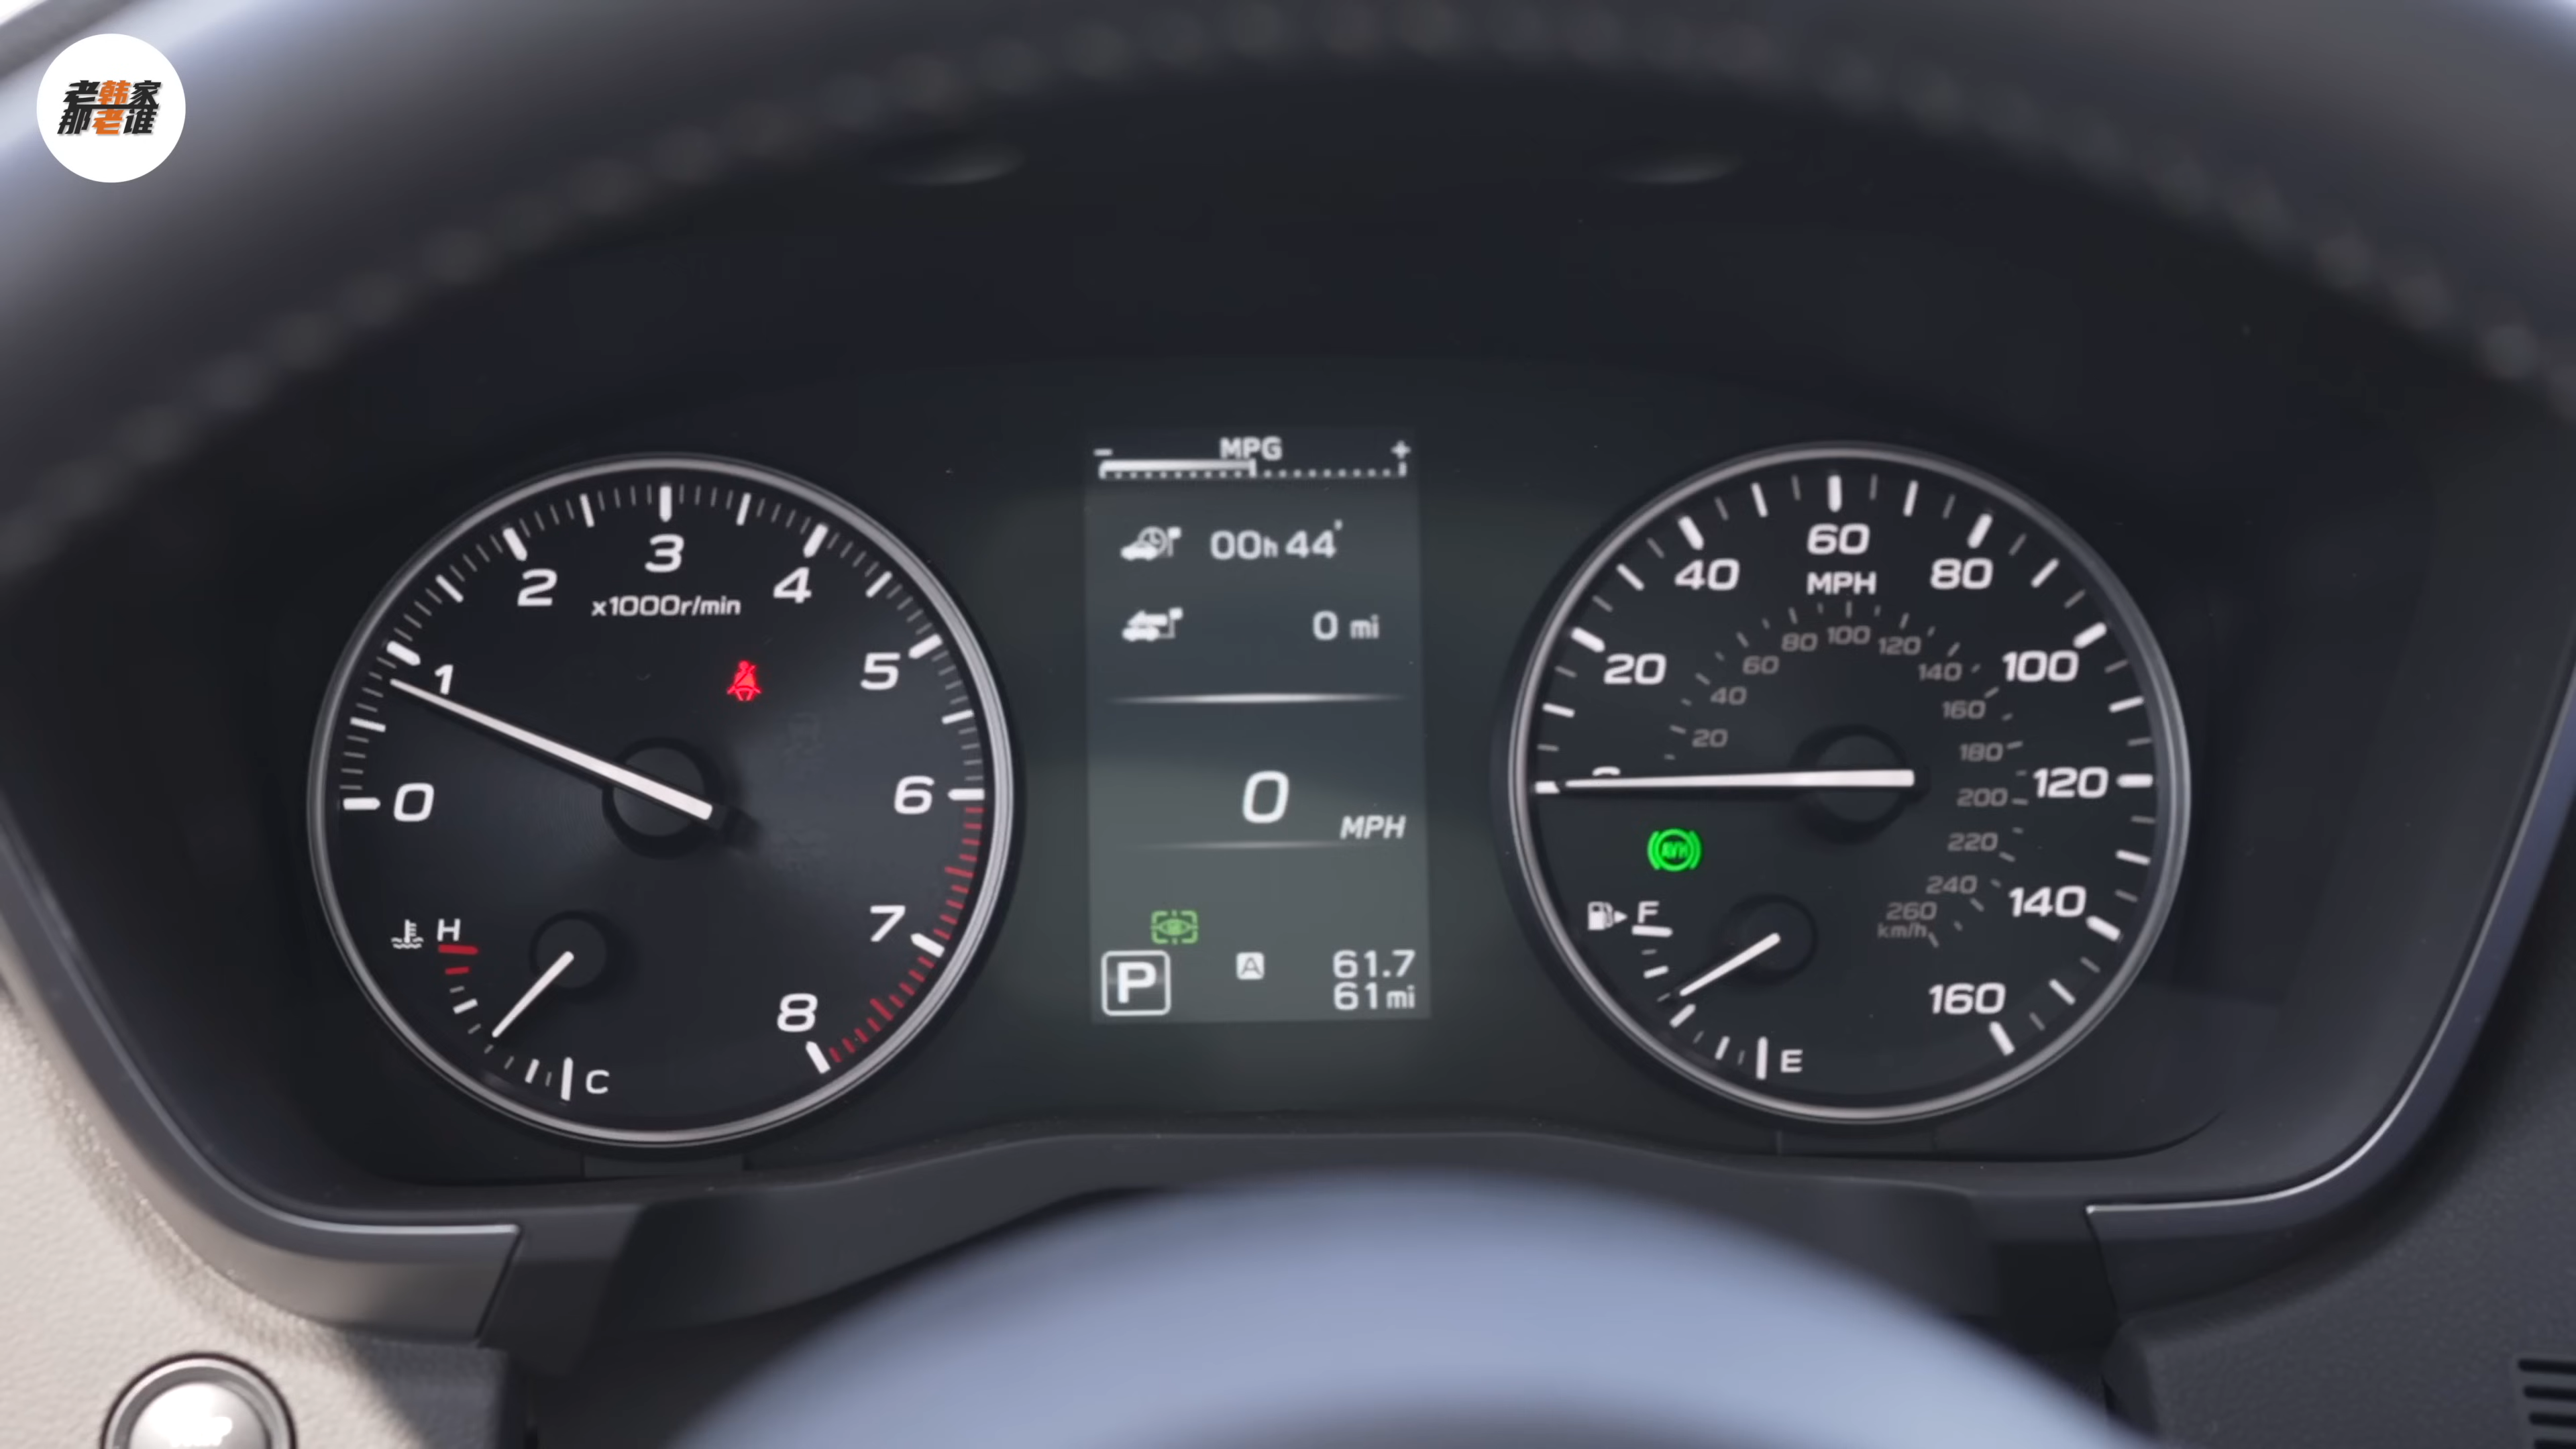 老韩家
那老谁
MPG
- +
00h44'
0 mi
0
MPH
P
A
61.7
61mi
0
1
2
3
4
5
6
7
8
x1000r/min
H
C
20
40
60
80
100
120
140
160
MPH
20
40
60
80
100
120
140
160
180
200
220
240
260
km/h
F
E